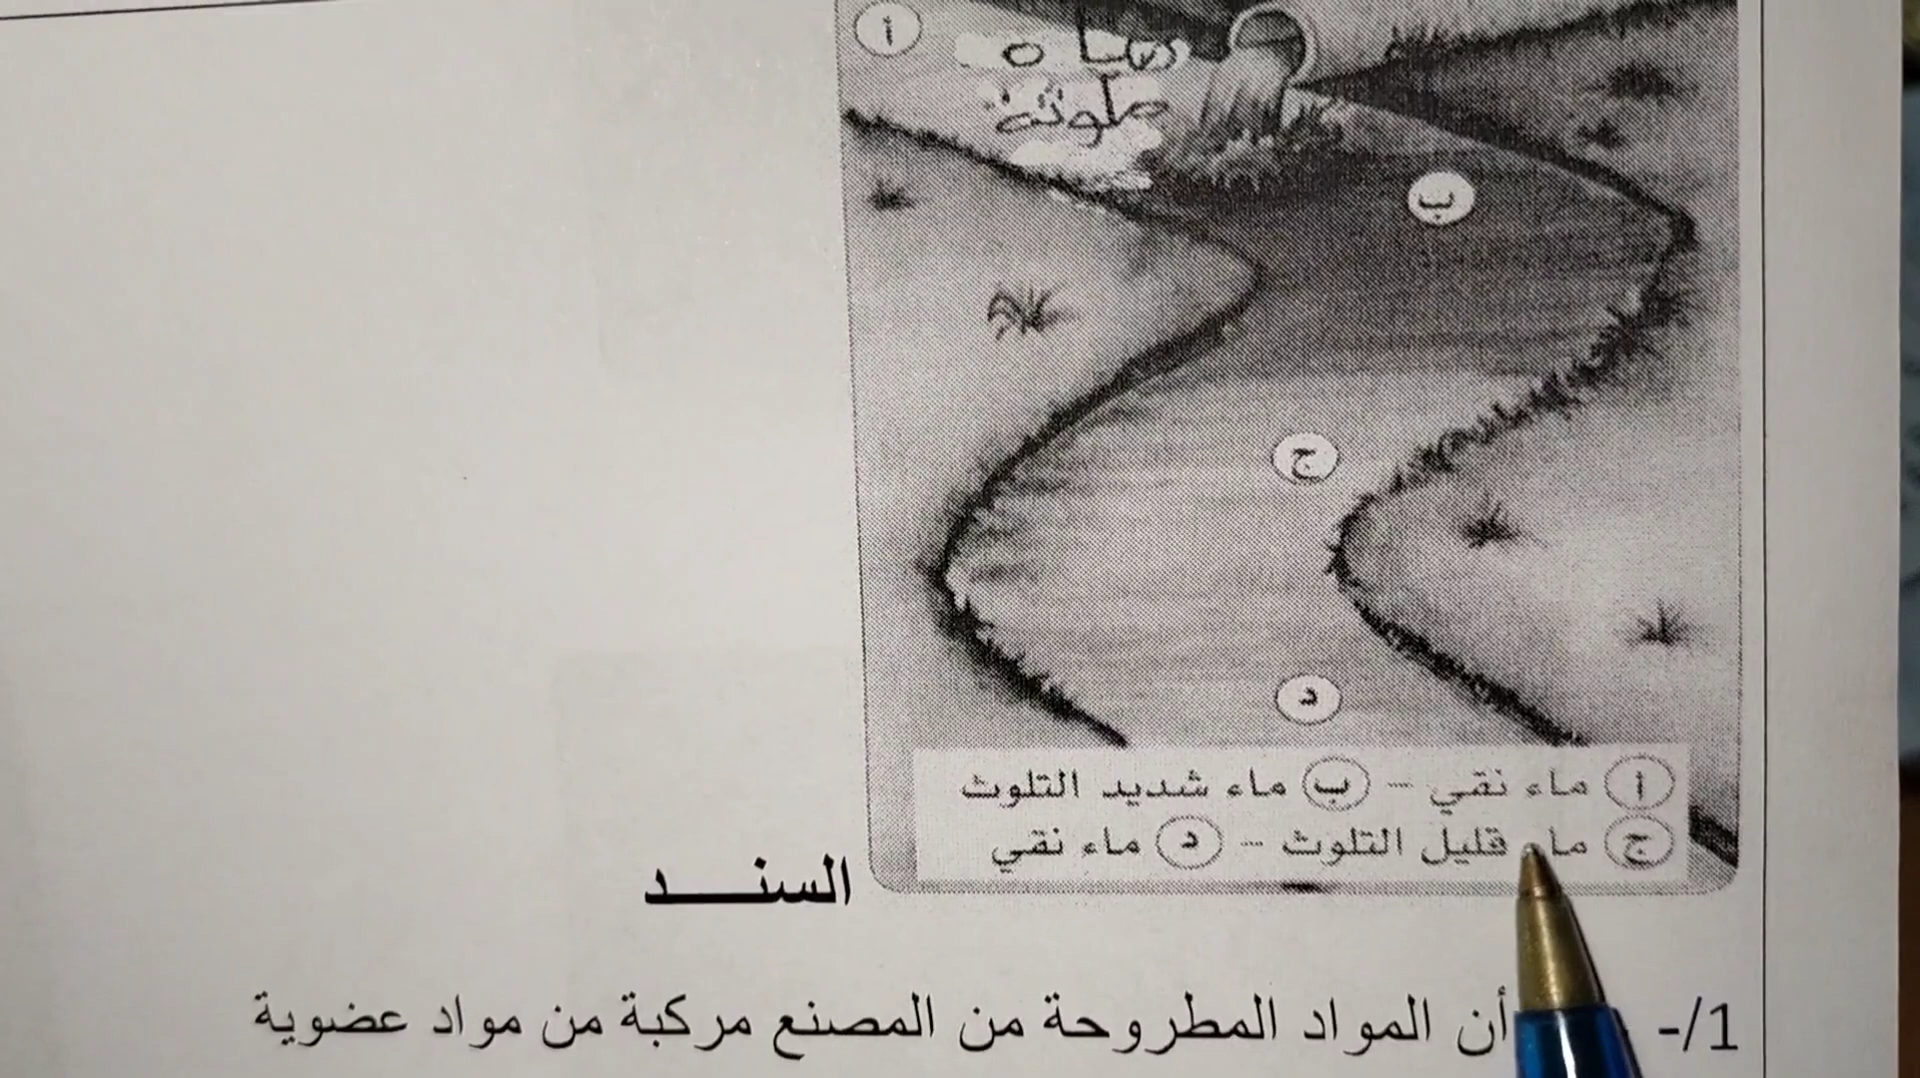 أ
مياه
ملوثة
ب
ج
د
أ ماء نقي - ب ماء شديد التلوث
ج ماء قليل التلوث - د ماء نقي
السنــــد
1/- أن المواد المطروحة من المصنع مركبة من مواد عضوية